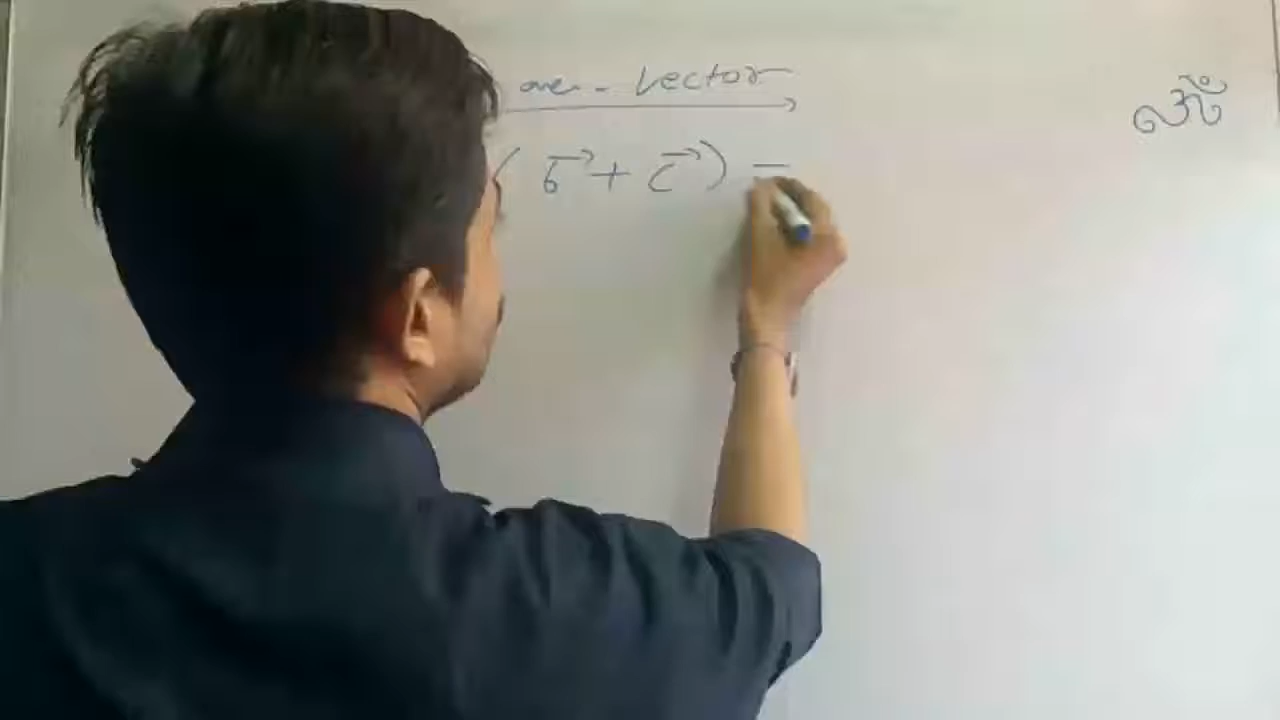 over vector ॐ
( b⃗ + c⃗ ) =